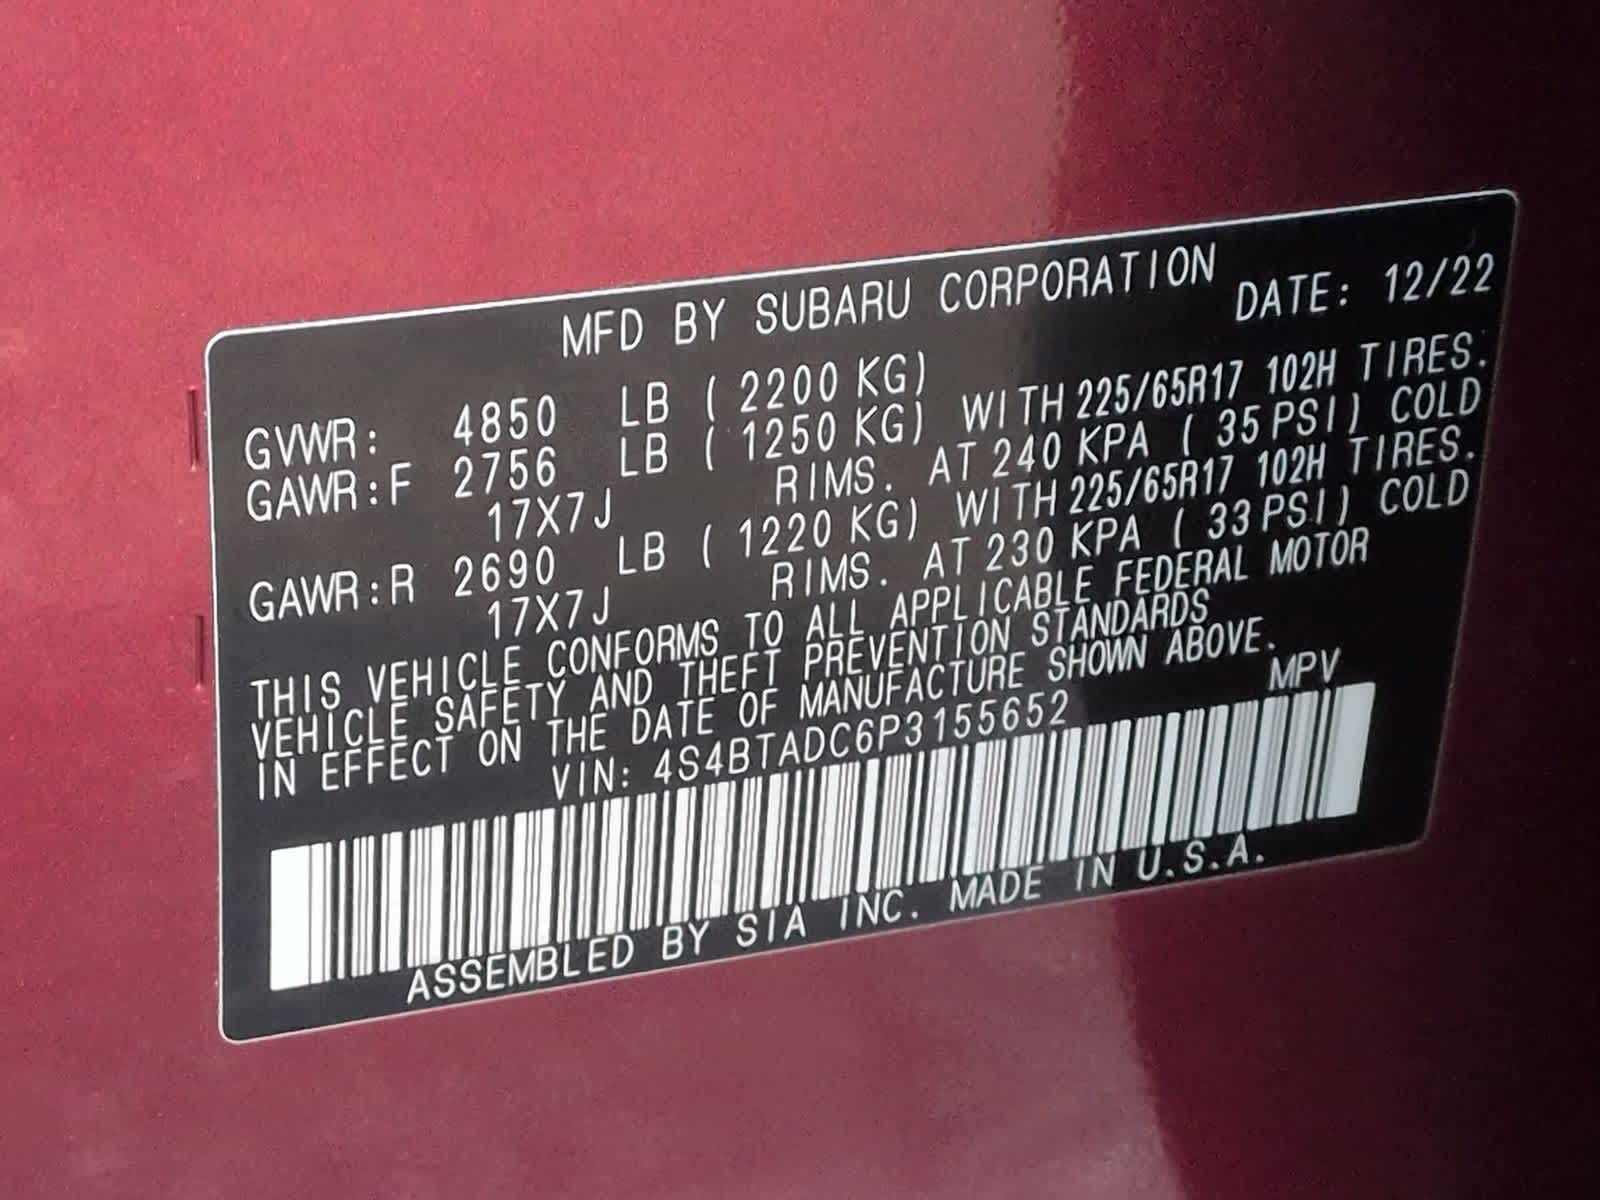 MFD BY SUBARU CORPORATION DATE: 12/22
GVWR: 4850 LB ( 2200 KG)
GAWR:F 2756 LB ( 1250 KG) WITH 225/65R17 102H TIRES.
17X7J RIMS. AT 240 KPA ( 35 PSI) COLD
GAWR:R 2690 LB ( 1220 KG) WITH 225/65R17 102H TIRES.
17X7J RIMS. AT 230 KPA ( 33 PSI) COLD
THIS VEHICLE CONFORMS TO ALL APPLICABLE FEDERAL MOTOR
VEHICLE SAFETY AND THEFT PREVENTION STANDARDS
IN EFFECT ON THE DATE OF MANUFACTURE SHOWN ABOVE.
VIN: 4S4BTADC6P3155652 MPV
ASSEMBLED BY SIA INC. MADE IN U.S.A.